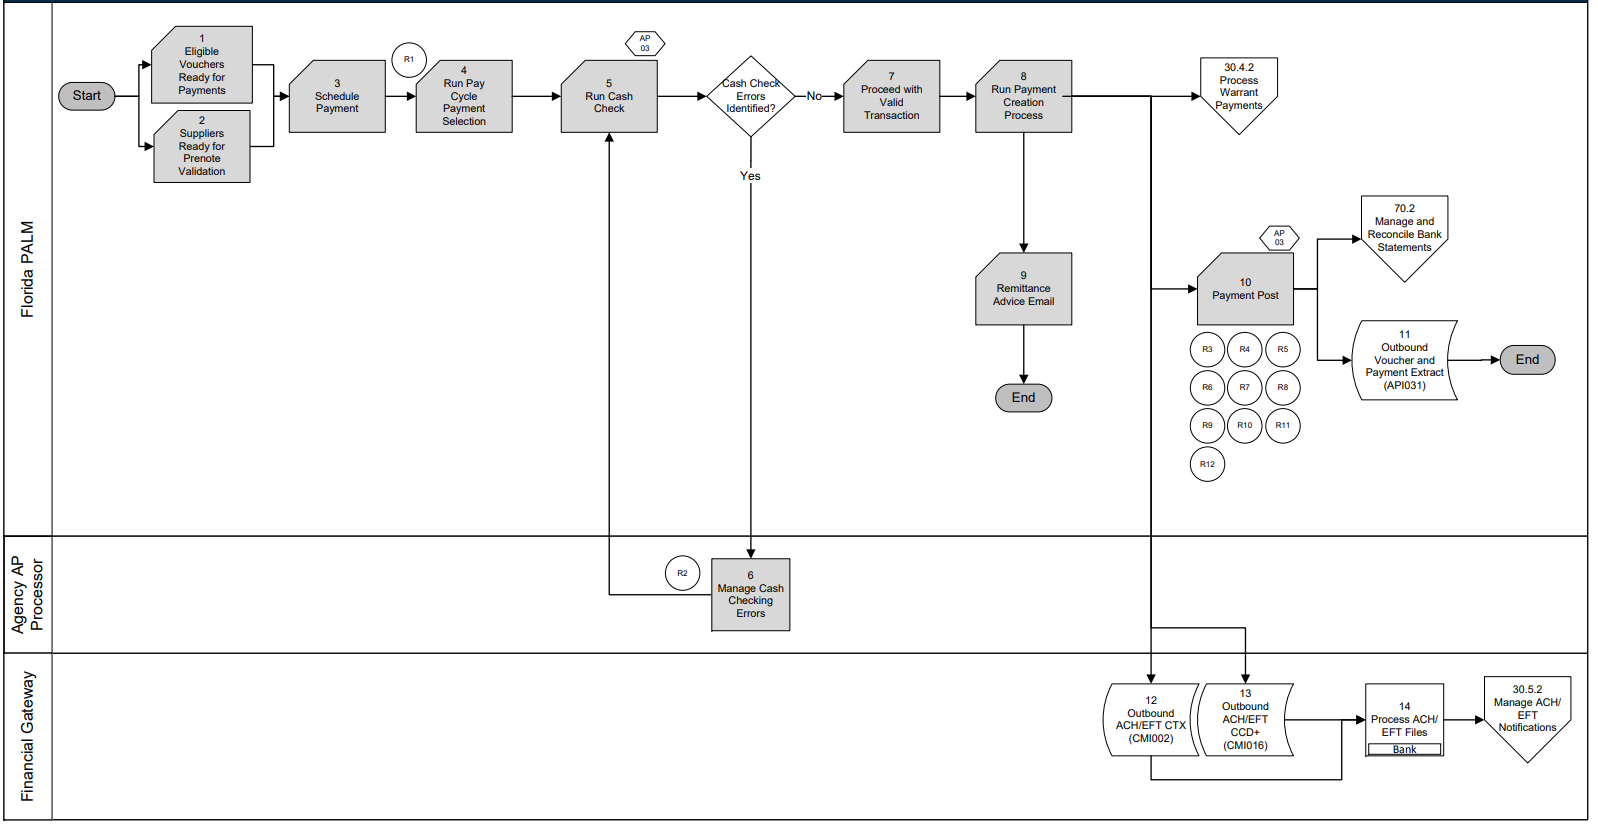 Florida PALM
Start
1
Eligible
Vouchers
Ready for
Payments
2
Suppliers
Ready for
Prenote
Validation
3
Schedule
Payment
R1
4
Run Pay
Cycle
Payment
Selection
AP
03
5
Run Cash
Check
Cash Check
Errors
Identified?
No
Yes
7
Proceed with
Valid
Transaction
8
Run Payment
Creation
Process
30.4.2
Process
Warrant
Payments
9
Remittance
Advice Email
End
AP
03
10
Payment Post
R3
R4
R5
R6
R7
R8
R9
R10
R11
R12
70.2
Manage and
Reconcile Bank
Statements
11
Outbound
Voucher and
Payment Extract
(API031)
End
Agency AP
Processor
R2
6
Manage Cash
Checking
Errors
Financial Gateway
12
Outbound
ACH/EFT CTX
(CMI002)
13
Outbound
ACH/EFT
CCD+
(CMI016)
14
Process ACH/
EFT Files
Bank
30.5.2
Manage ACH/
EFT
Notifications